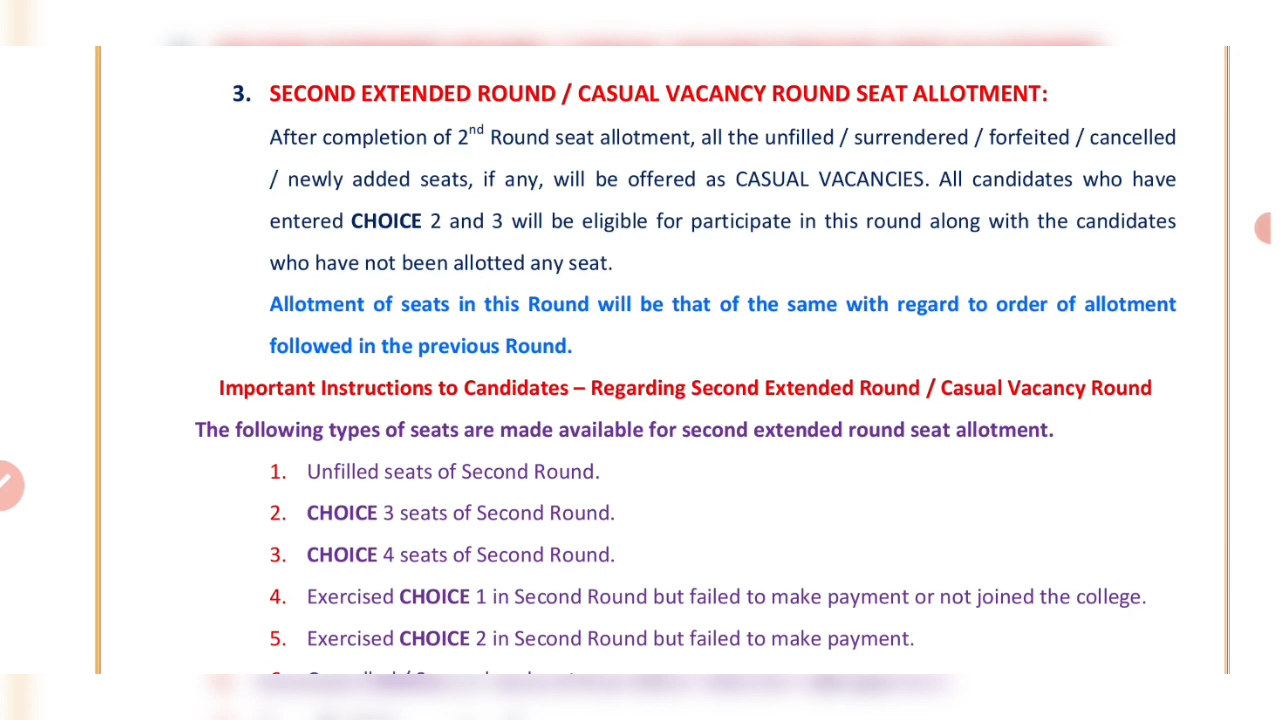 3. SECOND EXTENDED ROUND / CASUAL VACANCY ROUND SEAT ALLOTMENT:
After completion of 2nd Round seat allotment, all the unfilled / surrendered / forfeited / cancelled
/ newly added seats, if any, will be offered as CASUAL VACANCIES. All candidates who have
entered CHOICE 2 and 3 will be eligible for participate in this round along with the candidates
who have not been allotted any seat.
Allotment of seats in this Round will be that of the same with regard to order of allotment
followed in the previous Round.
Important Instructions to Candidates – Regarding Second Extended Round / Casual Vacancy Round
The following types of seats are made available for second extended round seat allotment.
1. Unfilled seats of Second Round.
2. CHOICE 3 seats of Second Round.
3. CHOICE 4 seats of Second Round.
4. Exercised CHOICE 1 in Second Round but failed to make payment or not joined the college.
5. Exercised CHOICE 2 in Second Round but failed to make payment.